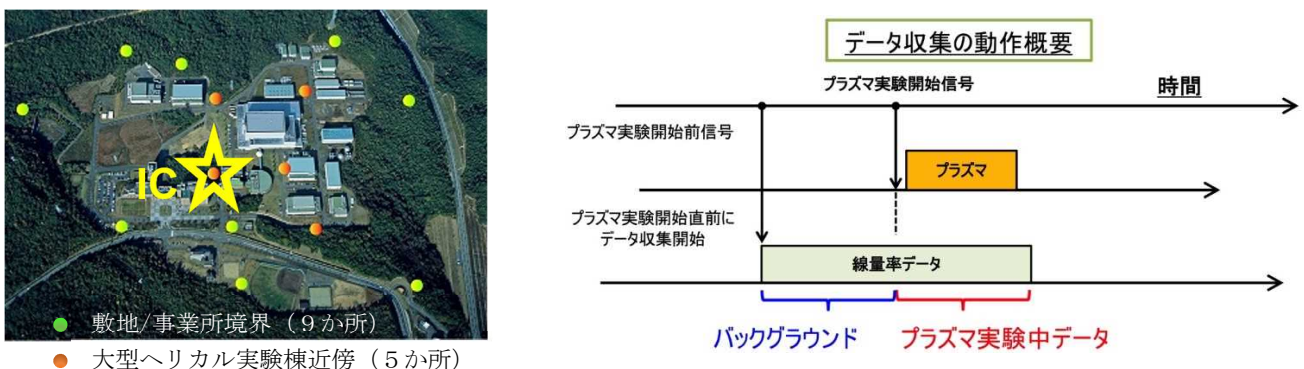 IC
敷地/事業所境界（９か所）
大型ヘリカル実験棟近傍（５か所）
データ収集の動作概要
プラズマ実験開始信号
時間
プラズマ実験開始前信号
プラズマ
プラズマ実験開始直前に
データ収集開始
線量率データ
バックグラウンド
プラズマ実験中データ